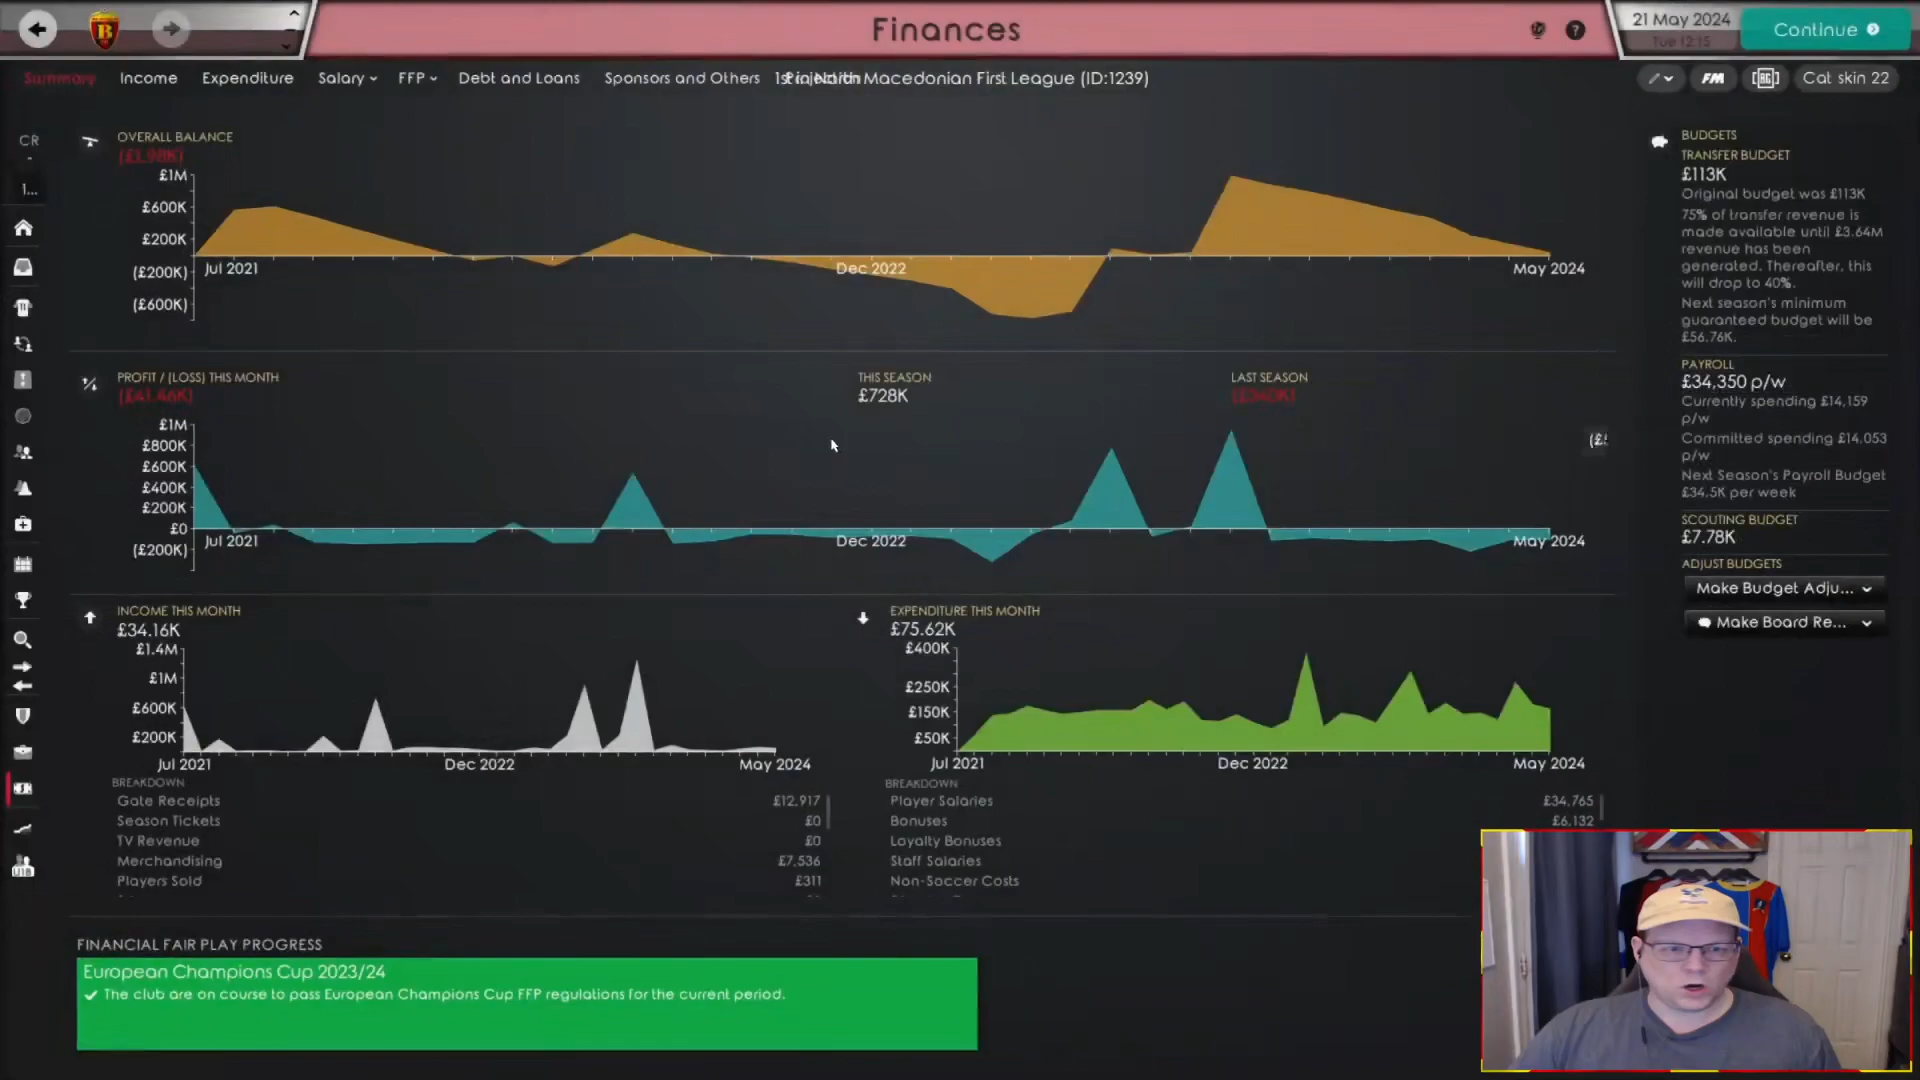 Finances
21 May 2024
Tue 12:15
Continue
Summary
Income
Expenditure
Salary
FFP
Debt and Loans
Sponsors and Others
1st in North Macedonian First League (ID:1239)
FM
Cat skin 22
CR
-
1...
OVERALL BALANCE
£1M
£600K
£200K
(£200K)
(£600K)
Jul 2021
Dec 2022
May 2024
PROFIT / (LOSS) THIS MONTH
(£41.46K)
THIS SEASON
£728K
LAST SEASON
£1M
£800K
£600K
£400K
£200K
£0
(£200K)
Jul 2021
Dec 2022
May 2024
INCOME THIS MONTH
£34.16K
£1.4M
£1M
£600K
£200K
Jul 2021
Dec 2022
May 2024
BREAKDOWN
Gate Receipts £12,917
Season Tickets £0
TV Revenue £0
Merchandising £7,536
Players Sold £311
EXPENDITURE THIS MONTH
£75.62K
£400K
£250K
£150K
£50K
Jul 2021
Dec 2022
May 2024
BREAKDOWN
Player Salaries £34,765
Bonuses £6,132
Loyalty Bonuses
Staff Salaries
Non-Soccer Costs
FINANCIAL FAIR PLAY PROGRESS
European Champions Cup 2023/24
The club are on course to pass European Champions Cup FFP regulations for the current period.
BUDGETS
TRANSFER BUDGET
£113K
Original budget was £113K
75% of transfer revenue is
made available until £3.64M
revenue has been
generated. Thereafter, this
will drop to 40%.
Next season's minimum
guaranteed budget will be
£56.76K.
PAYROLL
£34,350 p/w
Currently spending £14,159
p/w
Committed spending £14,053
p/w
Next Season's Payroll Budget
£34.5K per week
SCOUTING BUDGET
£7.78K
ADJUST BUDGETS
Make Budget Adju...
Make Board Re...
U18